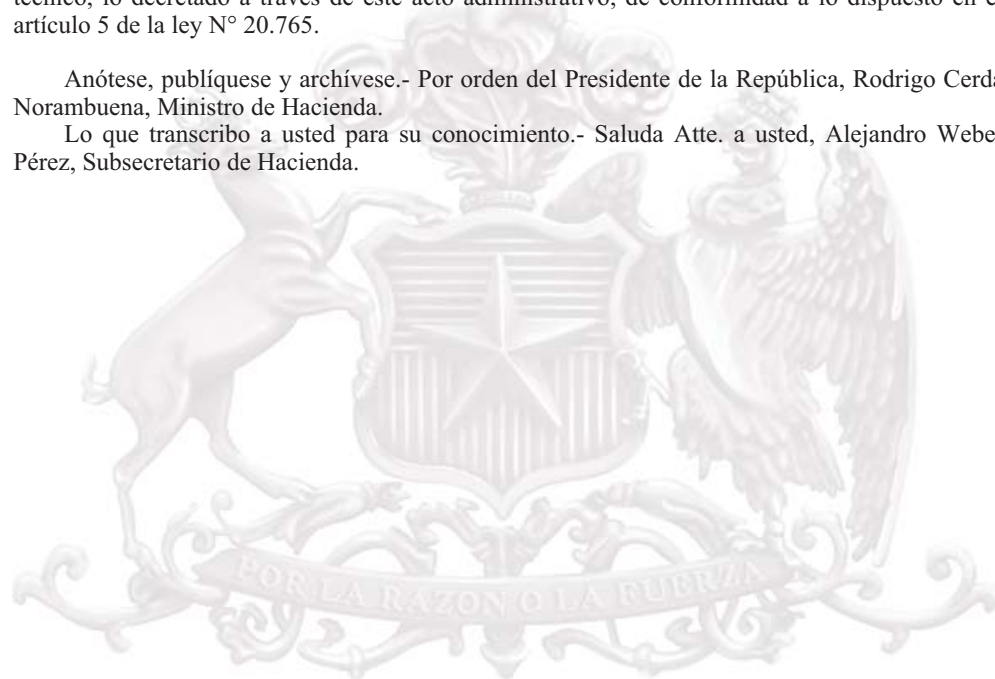 técnico, lo decretado a través de este acto administrativo, de conformidad a lo dispuesto en e
artículo 5 de la ley N° 20.765.
Anótese, publíquese y archívese.- Por orden del Presidente de la República, Rodrigo Cerda
Norambuena, Ministro de Hacienda.
Lo que transcribo a usted para su conocimiento.- Saluda Atte. a usted, Alejandro Webe
Pérez, Subsecretario de Hacienda.
POR LA RAZON O LA FUERZA